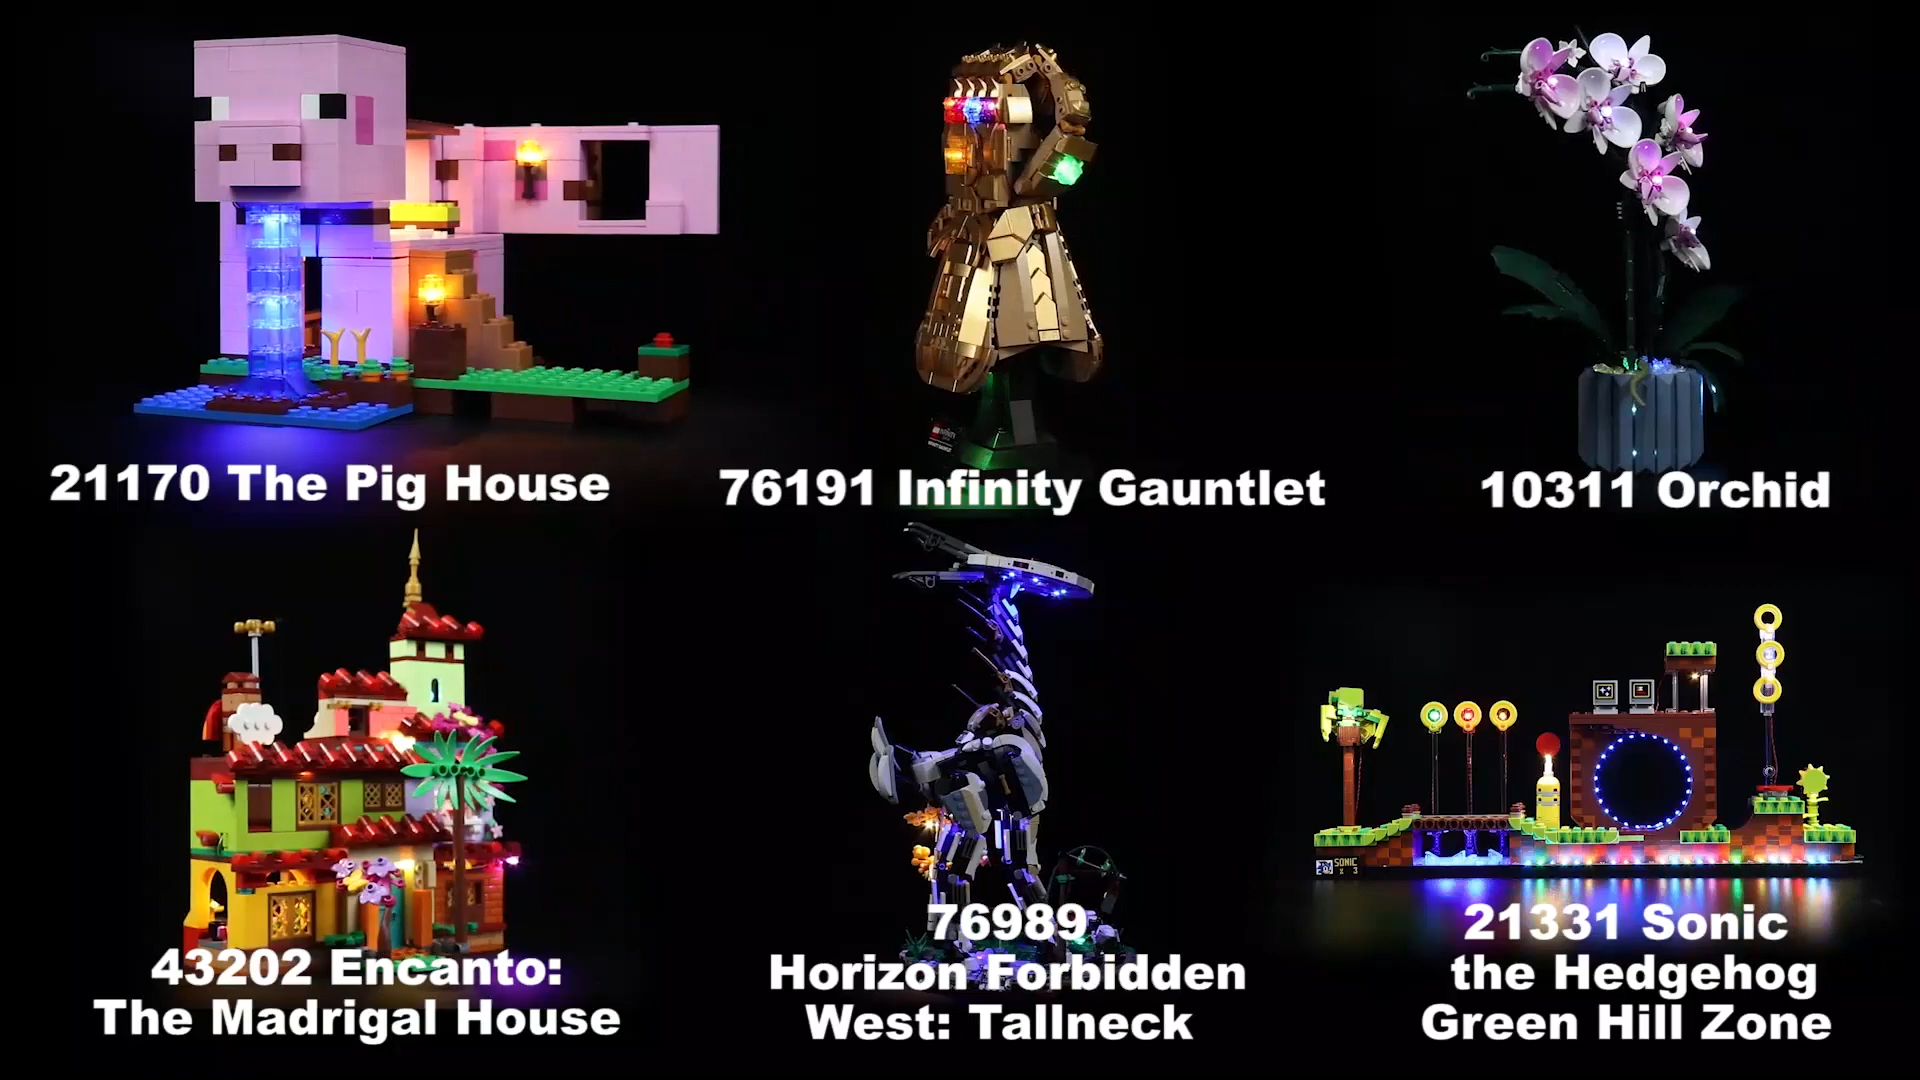 21170 The Pig House
76191 Infinity Gauntlet
10311 Orchid
43202 Encanto:
The Madrigal House
76989
Horizon Forbidden
West: Tallneck
SONIC
21331 Sonic
the Hedgehog
Green Hill Zone